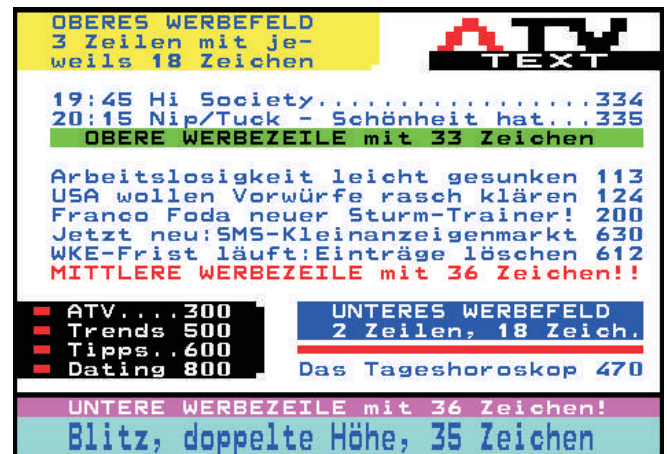 OBERES WERBEFELD
3 Zeilen mit je-
weils 18 Zeichen
ATV
TEXT
19:45 Hi Society.................334
20:15 Nip/Tuck - Schönheit hat...335
OBERE WERBEZEILE mit 33 Zeichen
Arbeitslosigkeit leicht gesunken 113
USA wollen Vorwürfe rasch klären 124
Franco Foda neuer Sturm-Trainer! 200
Jetzt neu:SMS-Kleinanzeigenmarkt 630
WKE-Frist läuft:Einträge löschen 612
MITTLERE WERBEZEILE mit 36 Zeichen!!
ATV....300
Trends 500
Tipps..600
Dating 800
UNTERES WERBEFELD
2 Zeilen, 18 Zeich.
Das Tageshoroskop 470
UNTERE WERBEZEILE mit 36 Zeichen!
Blitz, doppelte Höhe, 35 Zeichen